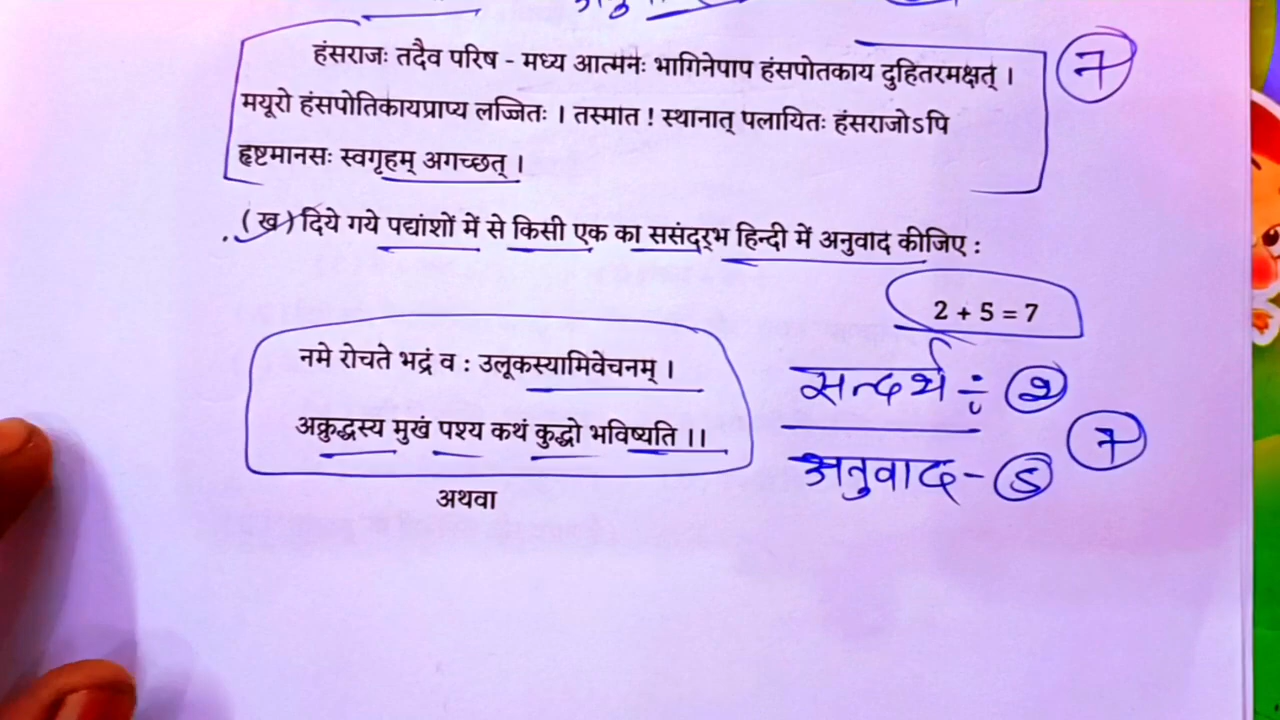 हंसराजः तदैव परिष - मध्य आत्मनेः भागिनेपाप हंसपोतकाय दुहितरमक्षत् ।
7
मयूरो हंसपोतिकायप्राप्य लज्जितः । तस्मात ! स्थानात् पलायितः हंसराजोऽपि
हृष्टमानसः स्वगृहम् अगच्छत् ।
(ख) दिये गये पद्यांशों में से किसी एक का ससंदर्भ हिन्दी में अनुवाद कीजिए :
2 + 5 = 7
नमे रोचते भद्रं व : उलूकस्यामिवेचनम् ।
सन्दर्भ ÷ २
अक्रुद्धस्य मुखं पश्य कथं कुद्धो भविष्यति ।।
7
अनुवाद - 5
अथवा